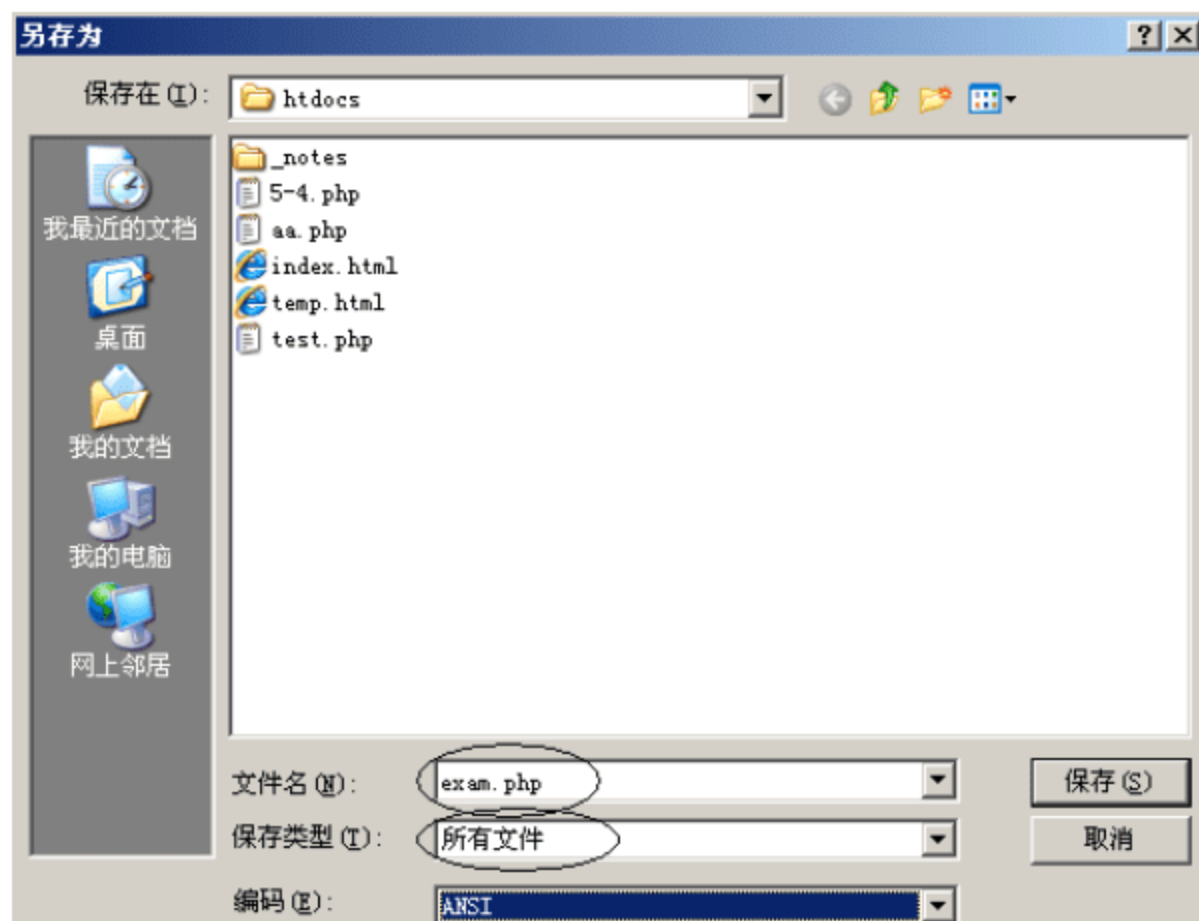 另存为
保存在(I):
htdocs
_notes
5-4.php
aa.php
index.html
temp.html
test.php
我最近的文档
桌面
我的文档
我的电脑
网上邻居
文件名(N):
exam.php
保存(S)
保存类型(T):
所有文件
取消
编码(E):
ANSI